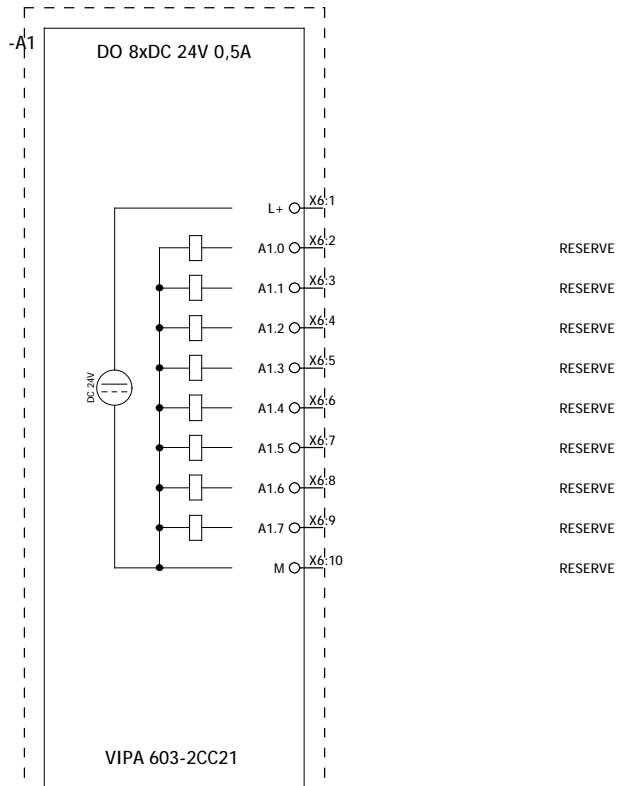 -A1
DO 8xDC 24V 0,5A
L+ X6:1
A1.0 X6:2 RESERVE
A1.1 X6:3 RESERVE
A1.2 X6:4 RESERVE
A1.3 X6:5 RESERVE
DC 24V
A1.4 X6:6 RESERVE
A1.5 X6:7 RESERVE
A1.6 X6:8 RESERVE
A1.7 X6:9 RESERVE
M X6:10 RESERVE
VIPA 603-2CC21